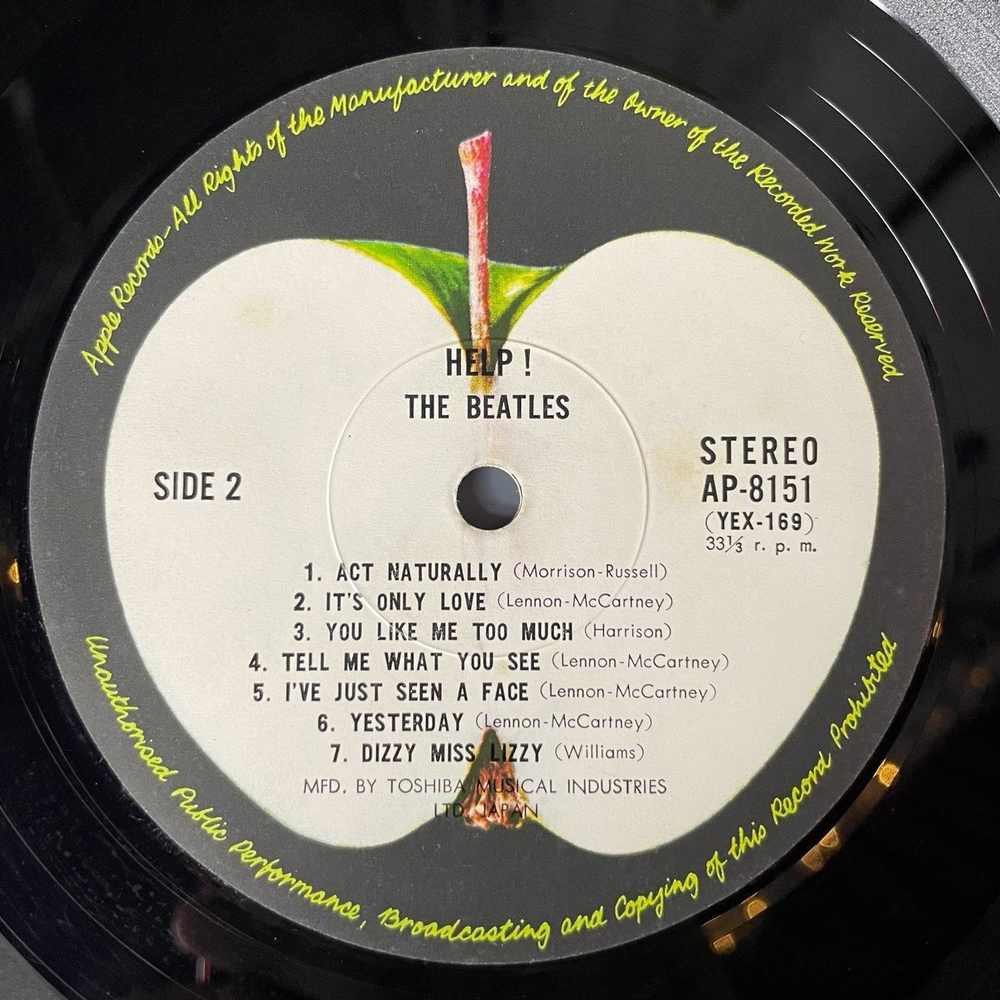 Apple Records - All Rights of the Manufacturer and of the Owner of the Recorded Work Reserved
HELP !
THE BEATLES
SIDE 2
STEREO
AP-8151
(YEX-169)
33⅓ r. p. m.
1. ACT NATURALLY (Morrison-Russell)
2. IT'S ONLY LOVE (Lennon-McCartney)
3. YOU LIKE ME TOO MUCH (Harrison)
4. TELL ME WHAT YOU SEE (Lennon-McCartney)
5. I'VE JUST SEEN A FACE (Lennon-McCartney)
6. YESTERDAY (Lennon-McCartney)
7. DIZZY MISS LIZZY (Williams)
MFD. BY TOSHIBA MUSICAL INDUSTRIES
LTD. JAPAN
Unauthorised Public Performance, Broadcasting and Copying of this Record Prohibited